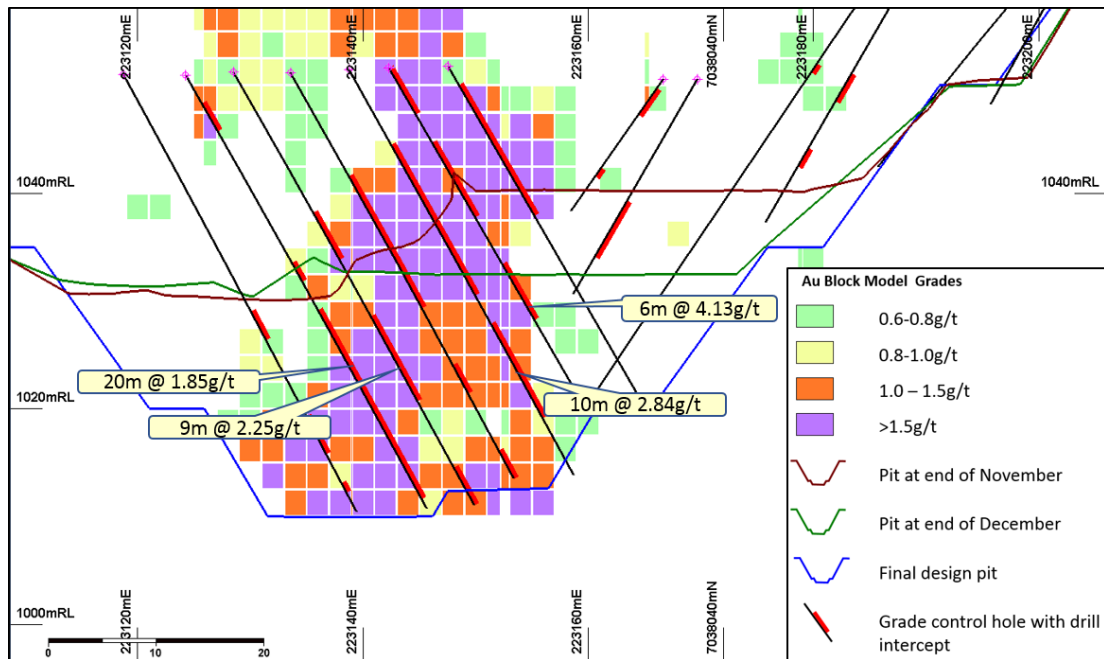 223120mE
223140mE
223160mE
7038040mN
223180mE
223200mE
1040mRL
1040mRL
6m @ 4.13g/t
20m @ 1.85g/t
10m @ 2.84g/t
9m @ 2.25g/t
1020mRL
1000mRL
223120mE
223140mE
223160mE
7038040mN
0
10
20
Au Block Model Grades
0.6-0.8g/t
0.8-1.0g/t
1.0 – 1.5g/t
>1.5g/t
Pit at end of November
Pit at end of December
Final design pit
Grade control hole with drill
intercept